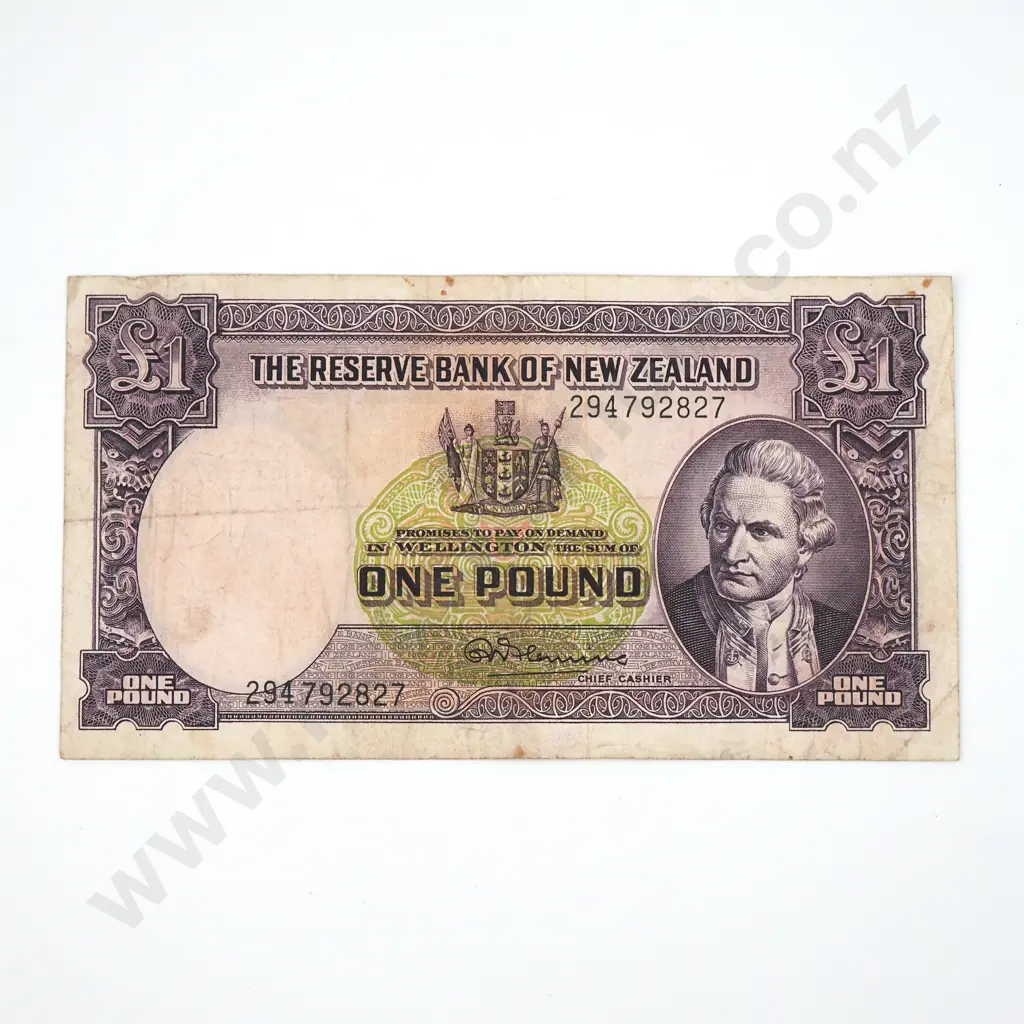 £1
£1
THE RESERVE BANK OF NEW ZEALAND
294792827
ONWARD
PROMISES TO PAY ON DEMAND
IN WELLINGTON THE SUM OF
ONE POUND
CHIEF CASHIER
ONE
POUND
294792827
ONE
POUND